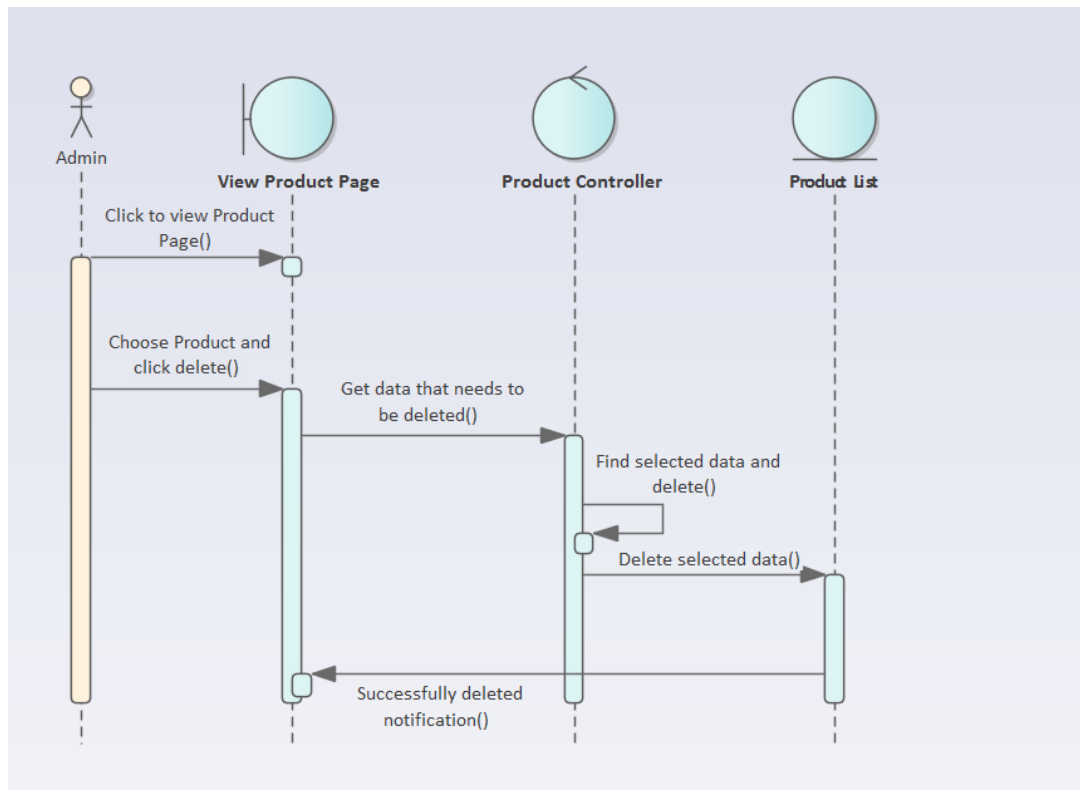 Admin
View Product Page
Product Controller
Product List
Click to view Product
Page()
Choose Product and
click delete()
Get data that needs to
be deleted()
Find selected data and
delete()
Delete selected data()
Successfully deleted
notification()